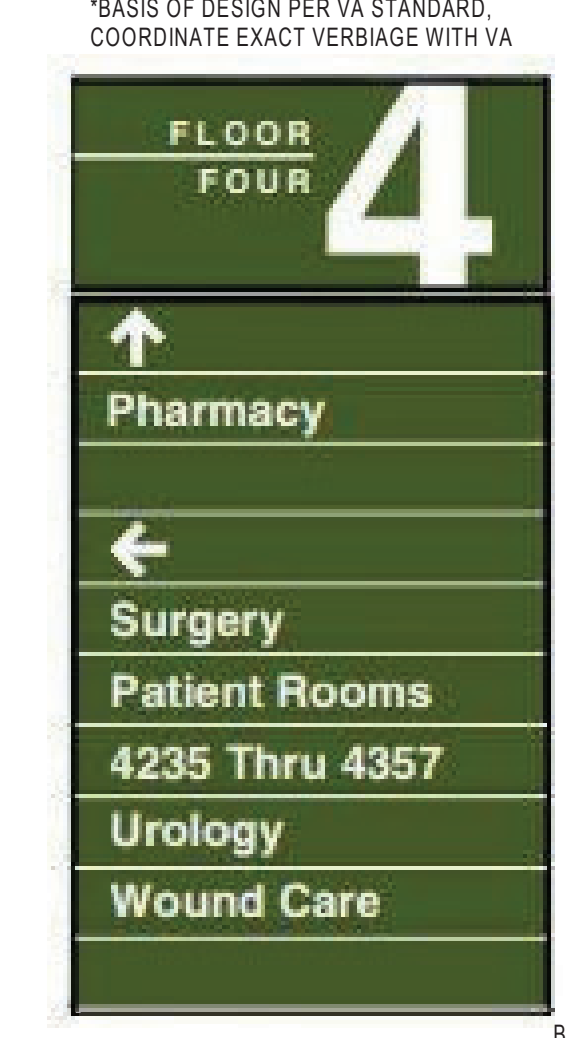 *BASIS OF DESIGN PER VA STANDARD,
COORDINATE EXACT VERBIAGE WITH VA
FLOOR
FOUR
4
↑
Pharmacy
←
Surgery
Patient Rooms
4235 Thru 4357
Urology
Wound Care